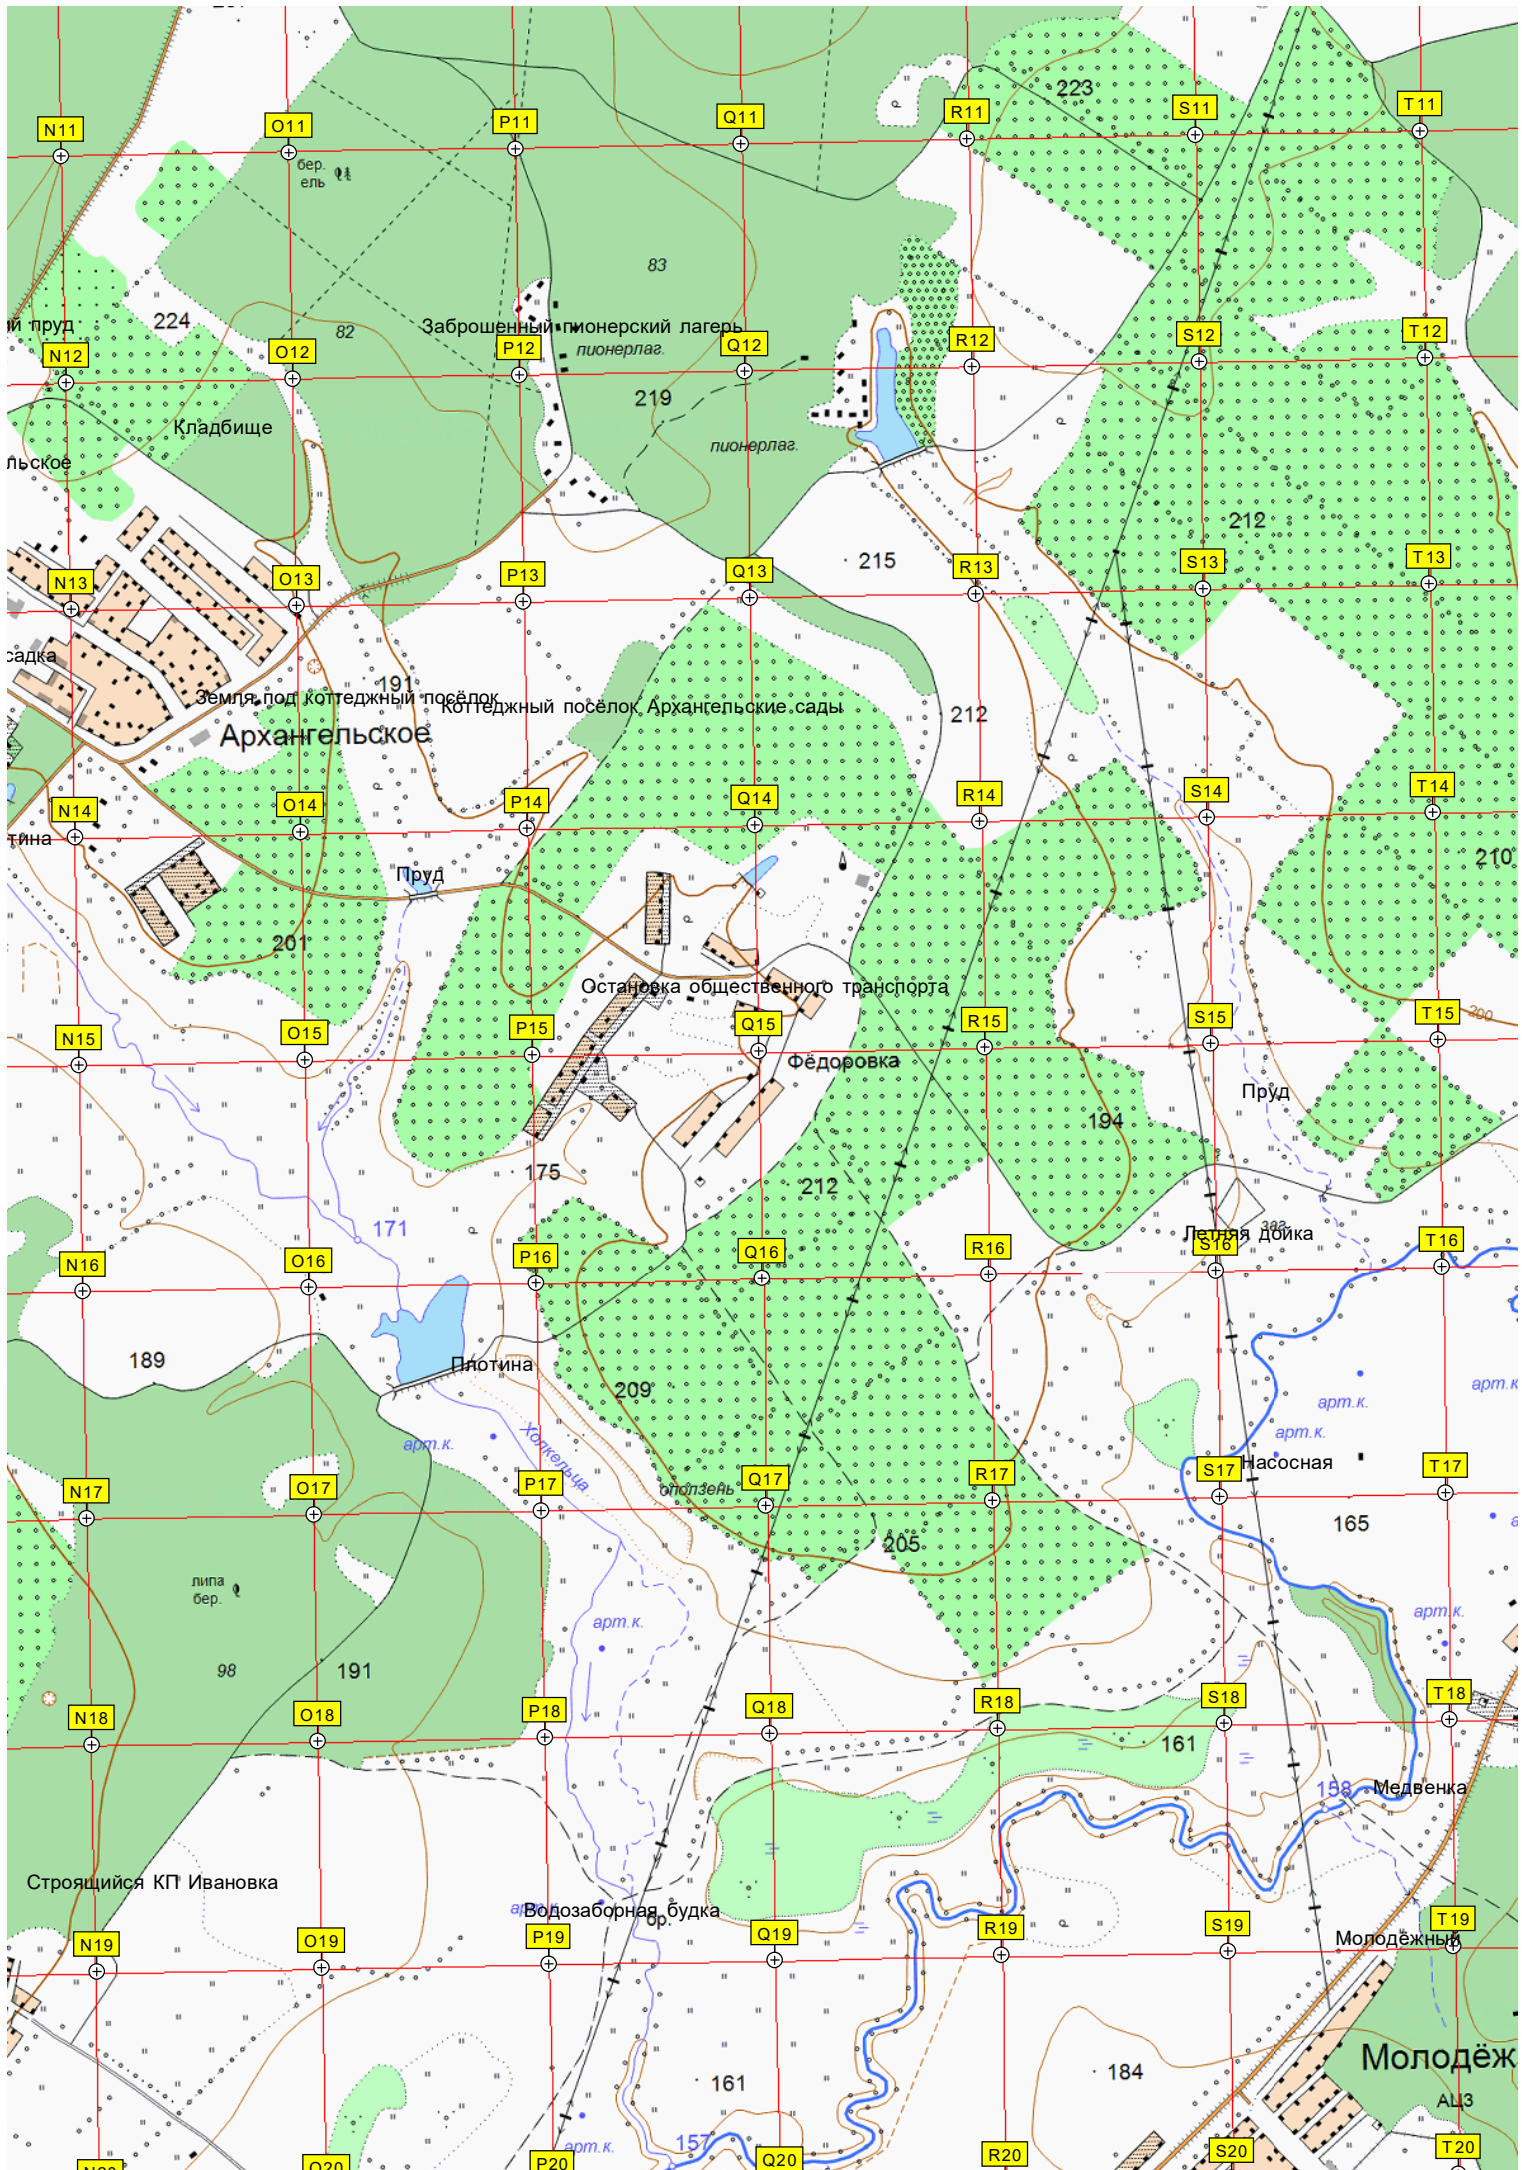 223
N11
O11
P11
Q11
R11
S11
T11
бер.
ель
83
224
82
й пруд
Заброшенный пионерский лагерь
пионерлаг.
N12
O12
P12
Q12
R12
S12
T12
219
Кладбище
пионерлаг.
льское
212
215
N13
O13
P13
Q13
R13
S13
T13
садка
191
Земля под коттеджный посёлок
Коттеджный посёлок Архангельские сады
212
Архангельское
N14
O14
P14
Q14
R14
S14
T14
тина
Пруд
210
201
Остановка общественного транспорта
200
N15
O15
P15
Q15
R15
S15
T15
Фёдоровка
Пруд
194
175
212
171
заг.
Летняя дойка
N16
O16
P16
Q16
R16
S16
T16
189
Плотина
209
арт.к.
арт.к.
арт.к.
арт.к.
Холкельца
Насосная
N17
O17
P17
Q17
R17
S17
T17
оползень
165
205
липа
бер.
арт.к.
арт.к.
98
191
N18
O18
P18
Q18
R18
S18
T18
161
158
Медвенка
Строящийся КП Ивановка
арт.к.
Водозаборная будка
бр.
N19
O19
P19
Q19
R19
S19
T19
Молодёжный
Молодёж
184
161
АЦЗ
157
арт.к.
O20
P20
Q20
R20
S20
T20